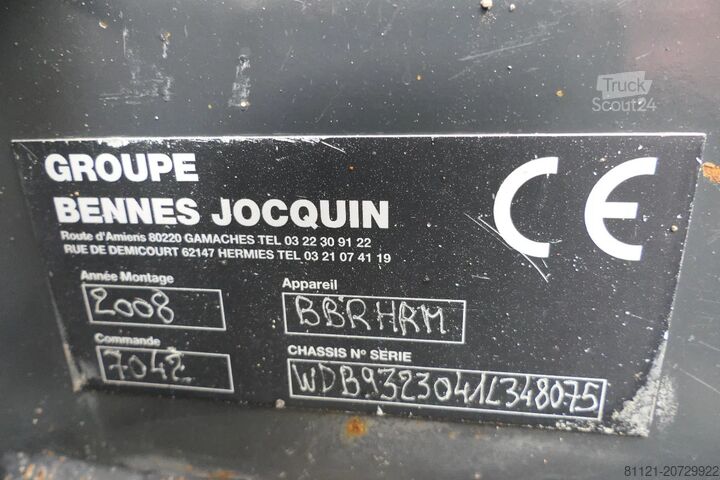 Truck
Scout24
GROUPE
BENNES JOCQUIN
CE
Route d'Amiens 80220 GAMACHES TEL 03 22 30 91 22
RUE DE DEMICOURT 62147 HERMIES TEL 03 21 07 41 19
Année Montage
2008
Appareil
BBRHRM
Commande
7042
CHASSIS Nº SERIE
WDB9323041L348075
81121-20729922